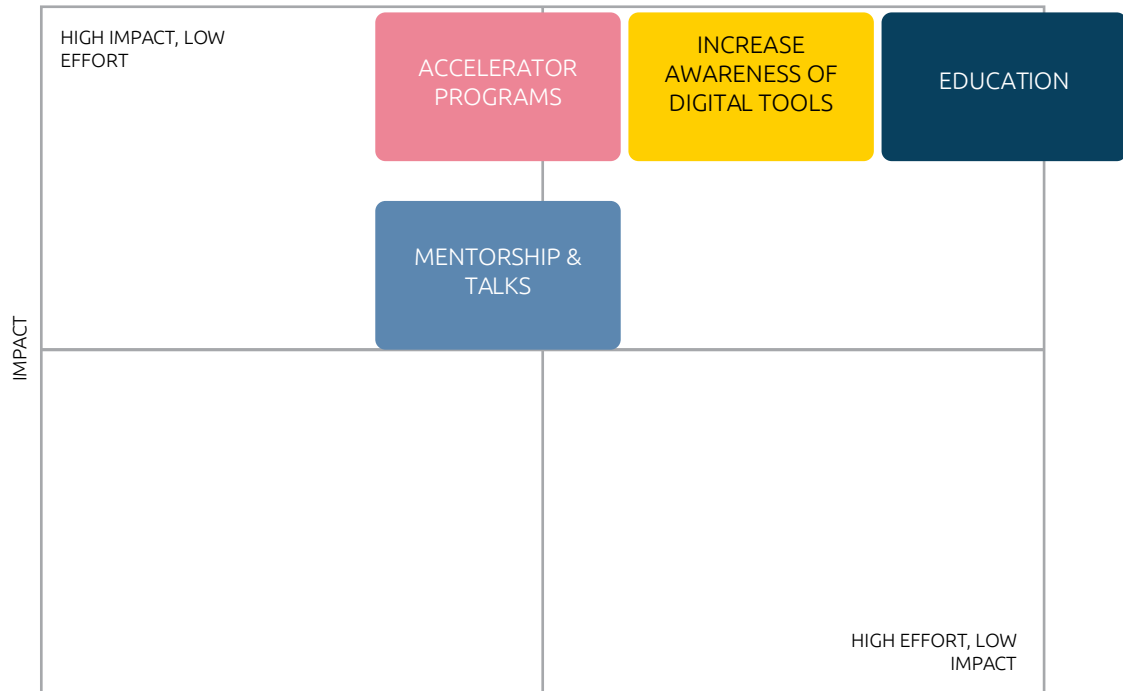 HIGH IMPACT, LOW
EFFORT
ACCELERATOR
PROGRAMS
INCREASE
AWARENESS OF
DIGITAL TOOLS
EDUCATION
MENTORSHIP &
TALKS
IMPACT
HIGH EFFORT, LOW
IMPACT